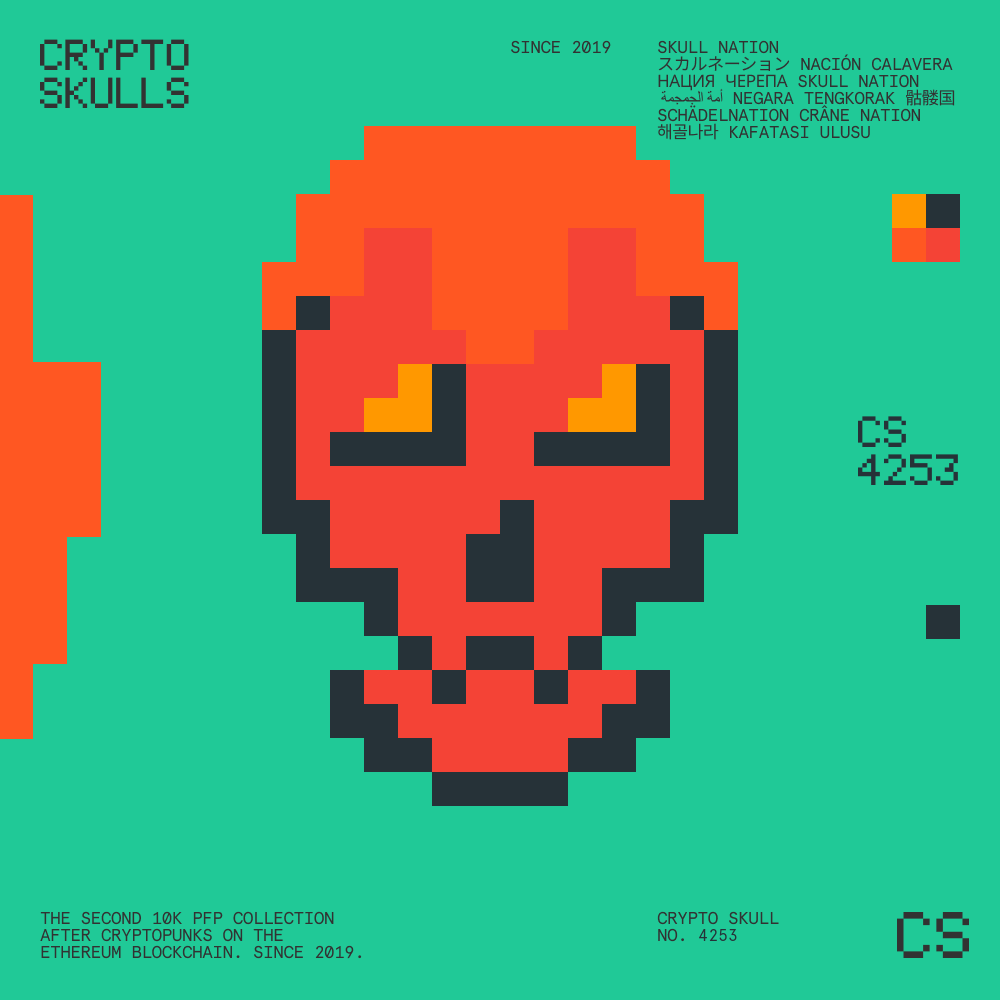 CRYPTO
SKULLS
SINCE 2019
SKULL NATION
スカルネーション NACIÓN CALAVERA
НАЦИЯ ЧЕРЕПА SKULL NATION
أمة الجمجمة NEGARA TENGKORAK 骷髅国
SCHÄDELNATION CRÂNE NATION
해골나라 KAFATASI ULUSU
CS
4253
THE SECOND 10K PFP COLLECTION
AFTER CRYPTOPUNKS ON THE
ETHEREUM BLOCKCHAIN. SINCE 2019.
CRYPTO SKULL
NO. 4253
CS